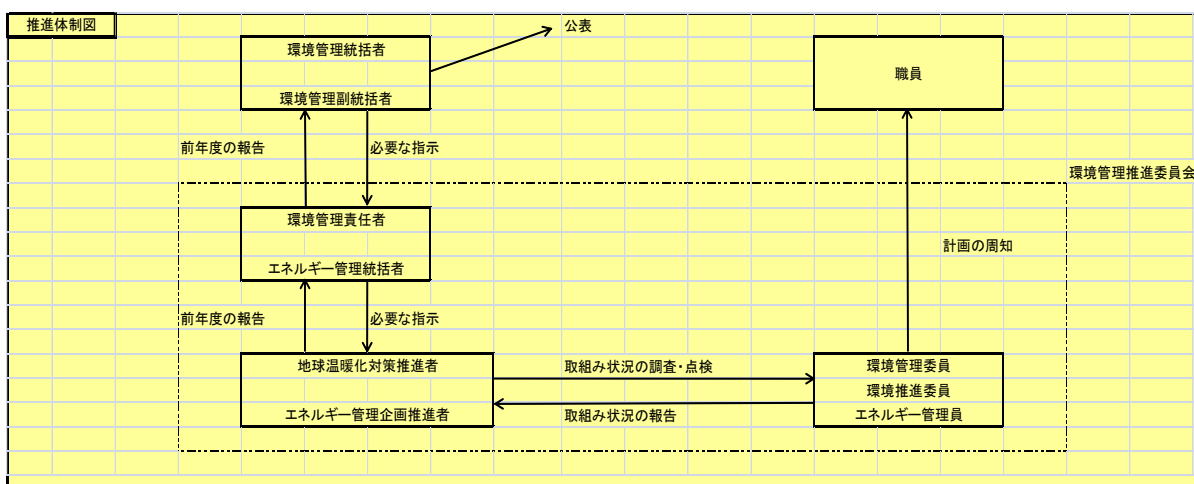 推進体制図
公表
環境管理統括者
環境管理副統括者
職員
前年度の報告
必要な指示
環境管理推進委員会
環境管理責任者
エネルギー管理統括者
計画の周知
前年度の報告
必要な指示
地球温暖化対策推進者
エネルギー管理企画推進者
取組み状況の調査・点検
取組み状況の報告
環境管理委員
環境推進委員
エネルギー管理員